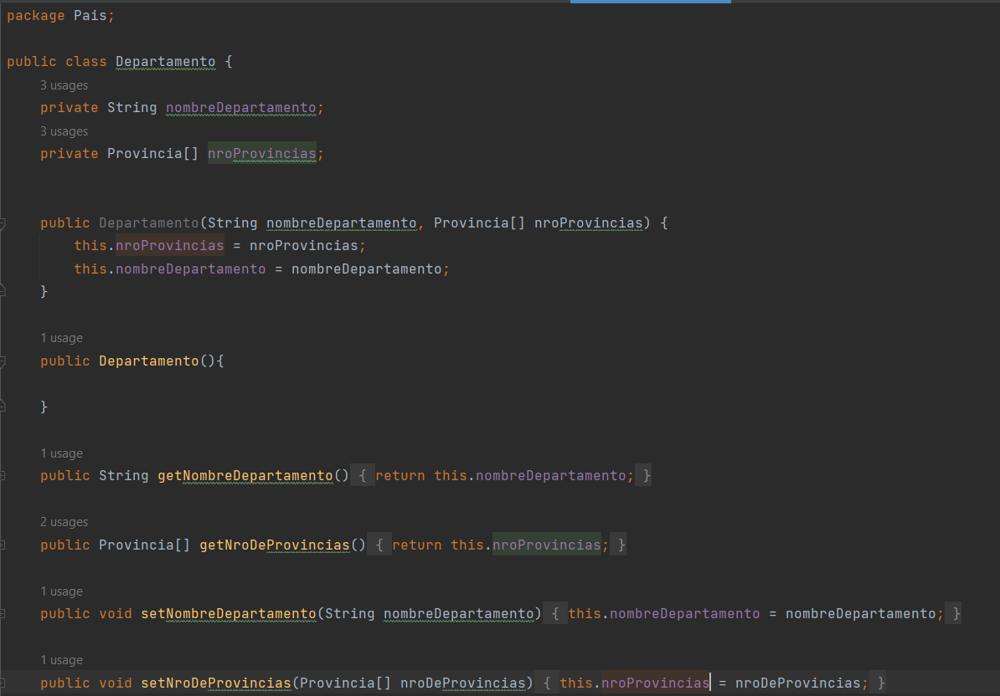 package Pais;
public class Departamento {
3 usages
private String nombreDepartamento;
3 usages
private Provincia[] nroProvincias;
public Departamento(String nombreDepartamento, Provincia[] nroProvincias) {
this.nroProvincias = nroProvincias;
this.nombreDepartamento = nombreDepartamento;
}
1 usage
public Departamento(){
}
1 usage
public String getNombreDepartamento() { return this.nombreDepartamento; }
2 usages
public Provincia[] getNroDeProvincias() { return this.nroProvincias; }
1 usage
public void setNombreDepartamento(String nombreDepartamento) { this.nombreDepartamento = nombreDepartamento; }
1 usage
public void setNroDeProvincias(Provincia[] nroDeProvincias) { this.nroProvincias = nroDeProvincias; }